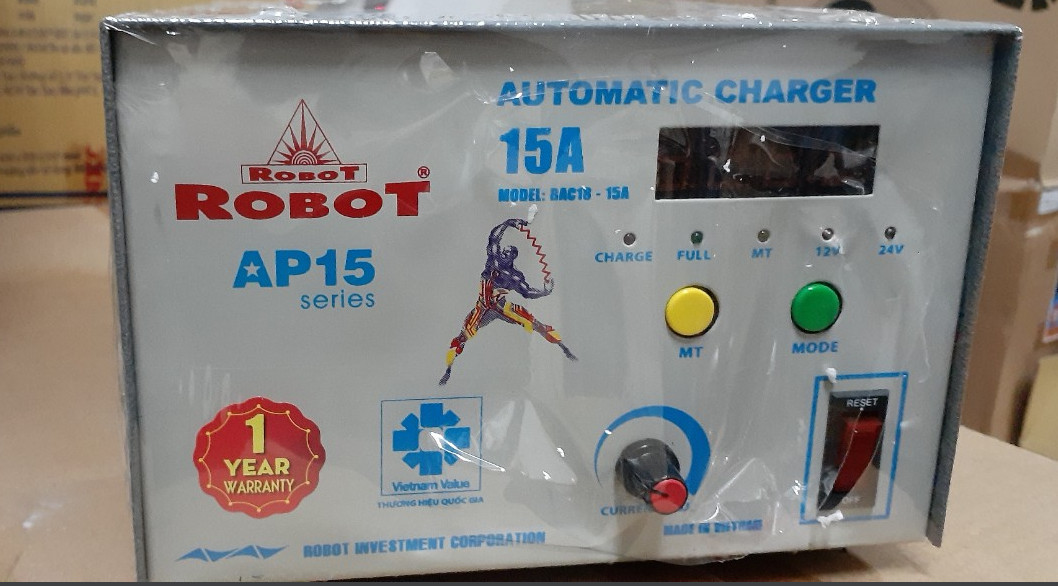 AUTOMATIC CHARGER
15A
MODEL: BAC18 - 15A
ROBOT
ROBOT®
AP15
series
CHARGE FULL MT 12V 24V
MT MODE
RESET
OFF
1
YEAR
WARRANTY
Vietnam Value
THƯƠNG HIỆU QUỐC GIA
MADE IN VIETNAM
ROBOT INVESTMENT CORPORATION